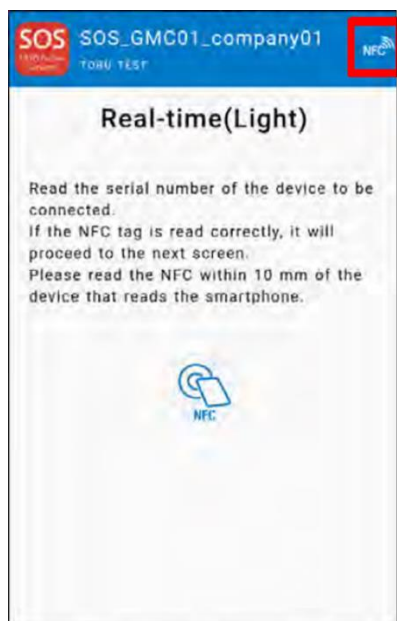 SOS
SOS_GMC01_company01
TORU TEST
NFC
Real-time(Light)
Read the serial number of the device to be
connected.
If the NFC tag is read correctly, it will
proceed to the next screen.
Please read the NFC within 10 mm of the
device that reads the smartphone.
NFC